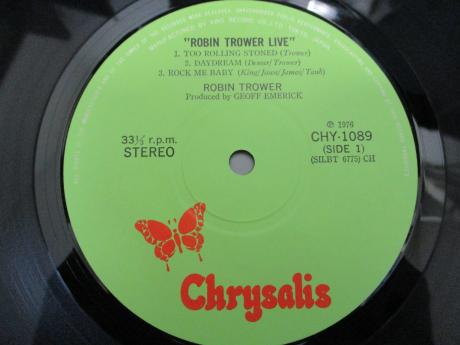 "ROBIN TROWER LIVE"
1. TOO ROLLING STONED (Trower)
2. DAYDREAM (Dewar/Trower)
3. ROCK ME BABY (King/Josea/James/Taub)
ROBIN TROWER
Produced by GEOFF EMERICK
33⅓ r.p.m.
STEREO
℗ 1976
CHY-1089
(SIDE 1)
(SILBT 6775) CH
Chrysalis